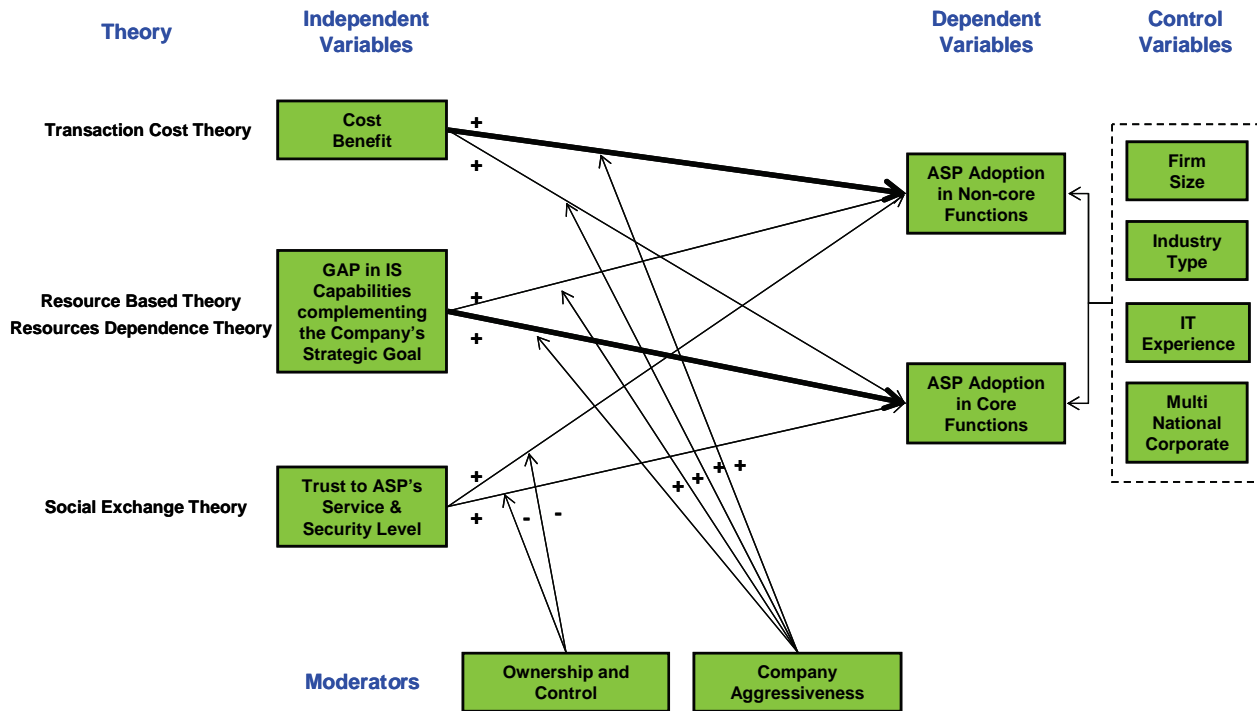 Theory
Independent
Variables
Dependent
Variables
Control
Variables
Transaction Cost Theory
Cost
Benefit
+
+
ASP Adoption
in Non-core
Functions
Firm
Size
Industry
Type
IT
Experience
Multi
National
Corporate
Resource Based Theory
Resources Dependence Theory
GAP in IS
Capabilities
complementing
the Company's
Strategic Goal
+
+
ASP Adoption
in Core
Functions
Social Exchange Theory
Trust to ASP's
Service &
Security Level
+
+
- -
+ + + +
Moderators
Ownership and
Control
Company
Aggressiveness